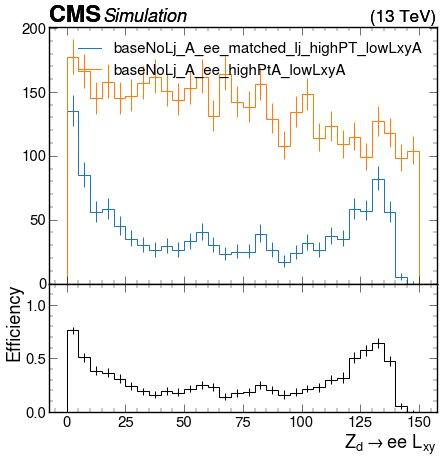 CMS Simulation (13 TeV)
200
baseNoLj_A_ee_matched_lj_highPT_lowLxyA
baseNoLj_A_ee_highPtA_lowLxyA
150
100
50
0
Efficiency
1.0
0.5
0.0
0 25 50 75 100 125 150
Z_d → ee L_xy